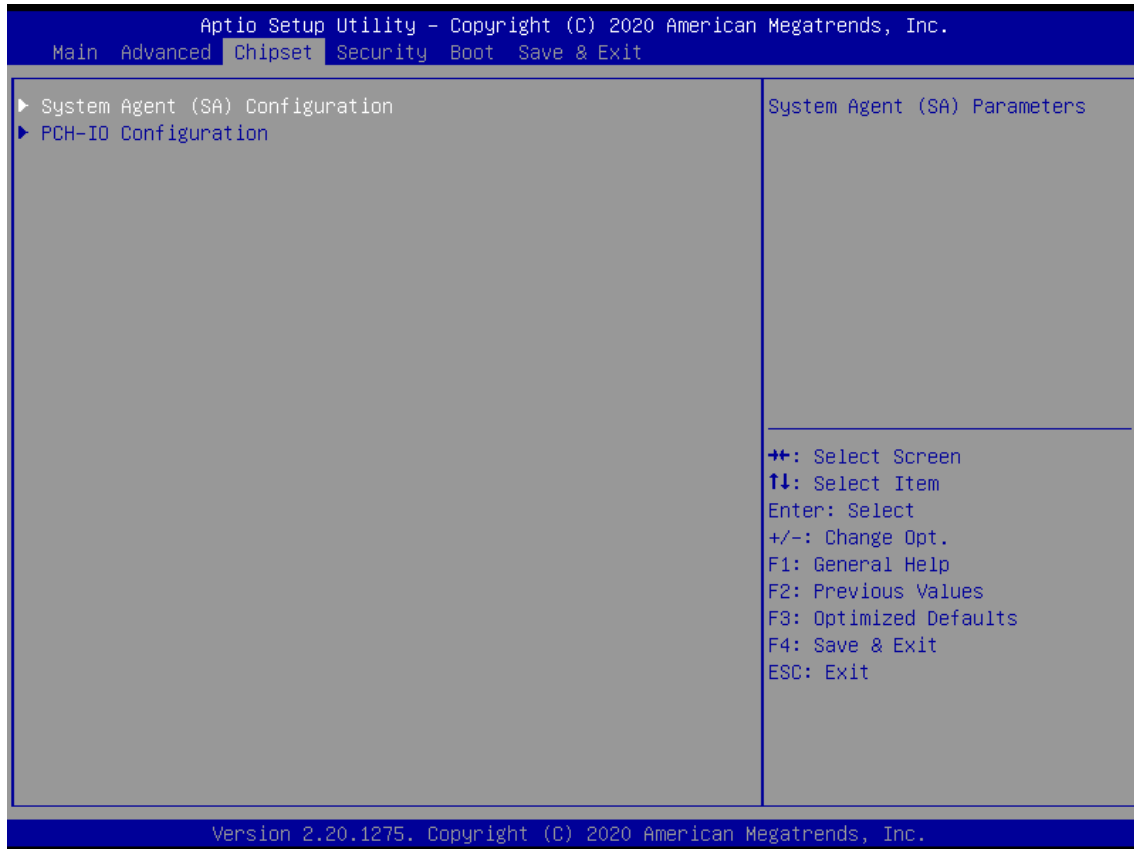 Aptio Setup Utility – Copyright (C) 2020 American Megatrends, Inc.
Main Advanced Chipset Security Boot Save & Exit
▶ System Agent (SA) Configuration
▶ PCH-IO Configuration
System Agent (SA) Parameters
→←: Select Screen
↑↓: Select Item
Enter: Select
+/-: Change Opt.
F1: General Help
F2: Previous Values
F3: Optimized Defaults
F4: Save & Exit
ESC: Exit
Version 2.20.1275. Copyright (C) 2020 American Megatrends, Inc.